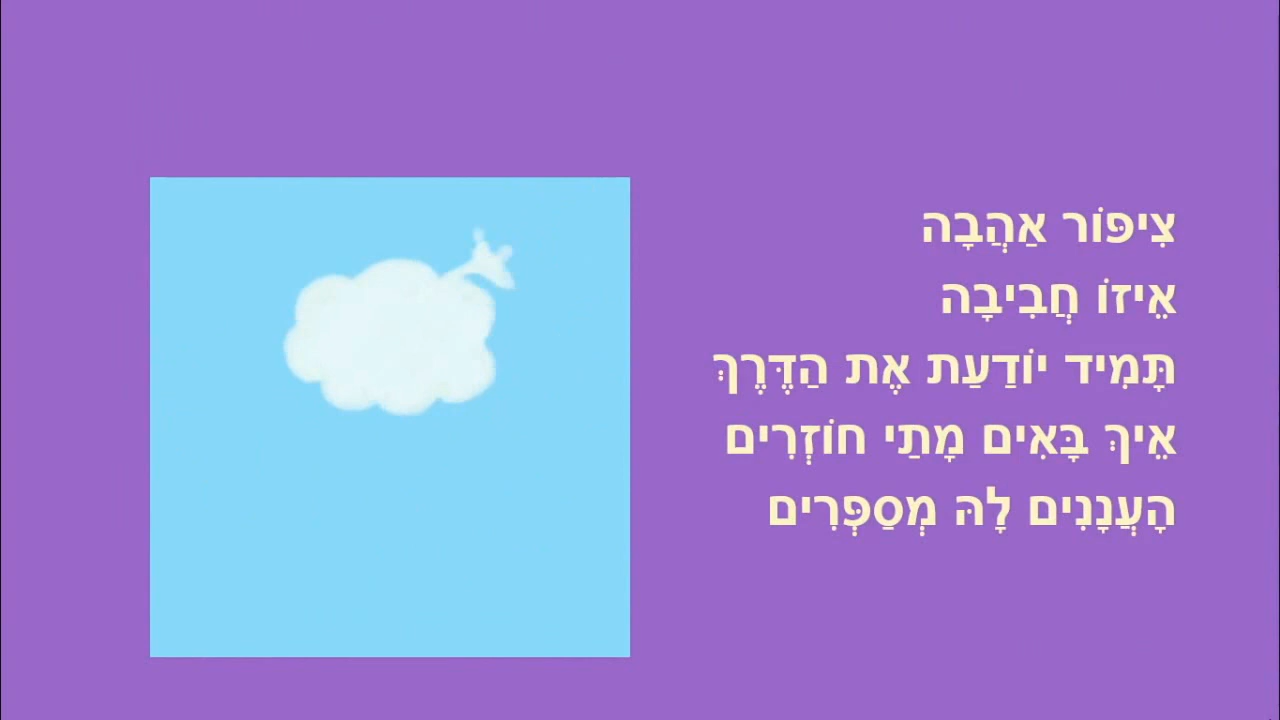 צִיפּוֹר אַהֲבָה
אֵיזוֹ חֲבִיבָה
תָּמִיד יוֹדַעַת אֶת הַדֶּרֶךְ
אֵיךְ בָּאִים מָתַי חוֹזְרִים
הָעֲנָנִים לָהּ מְסַפְּרִים